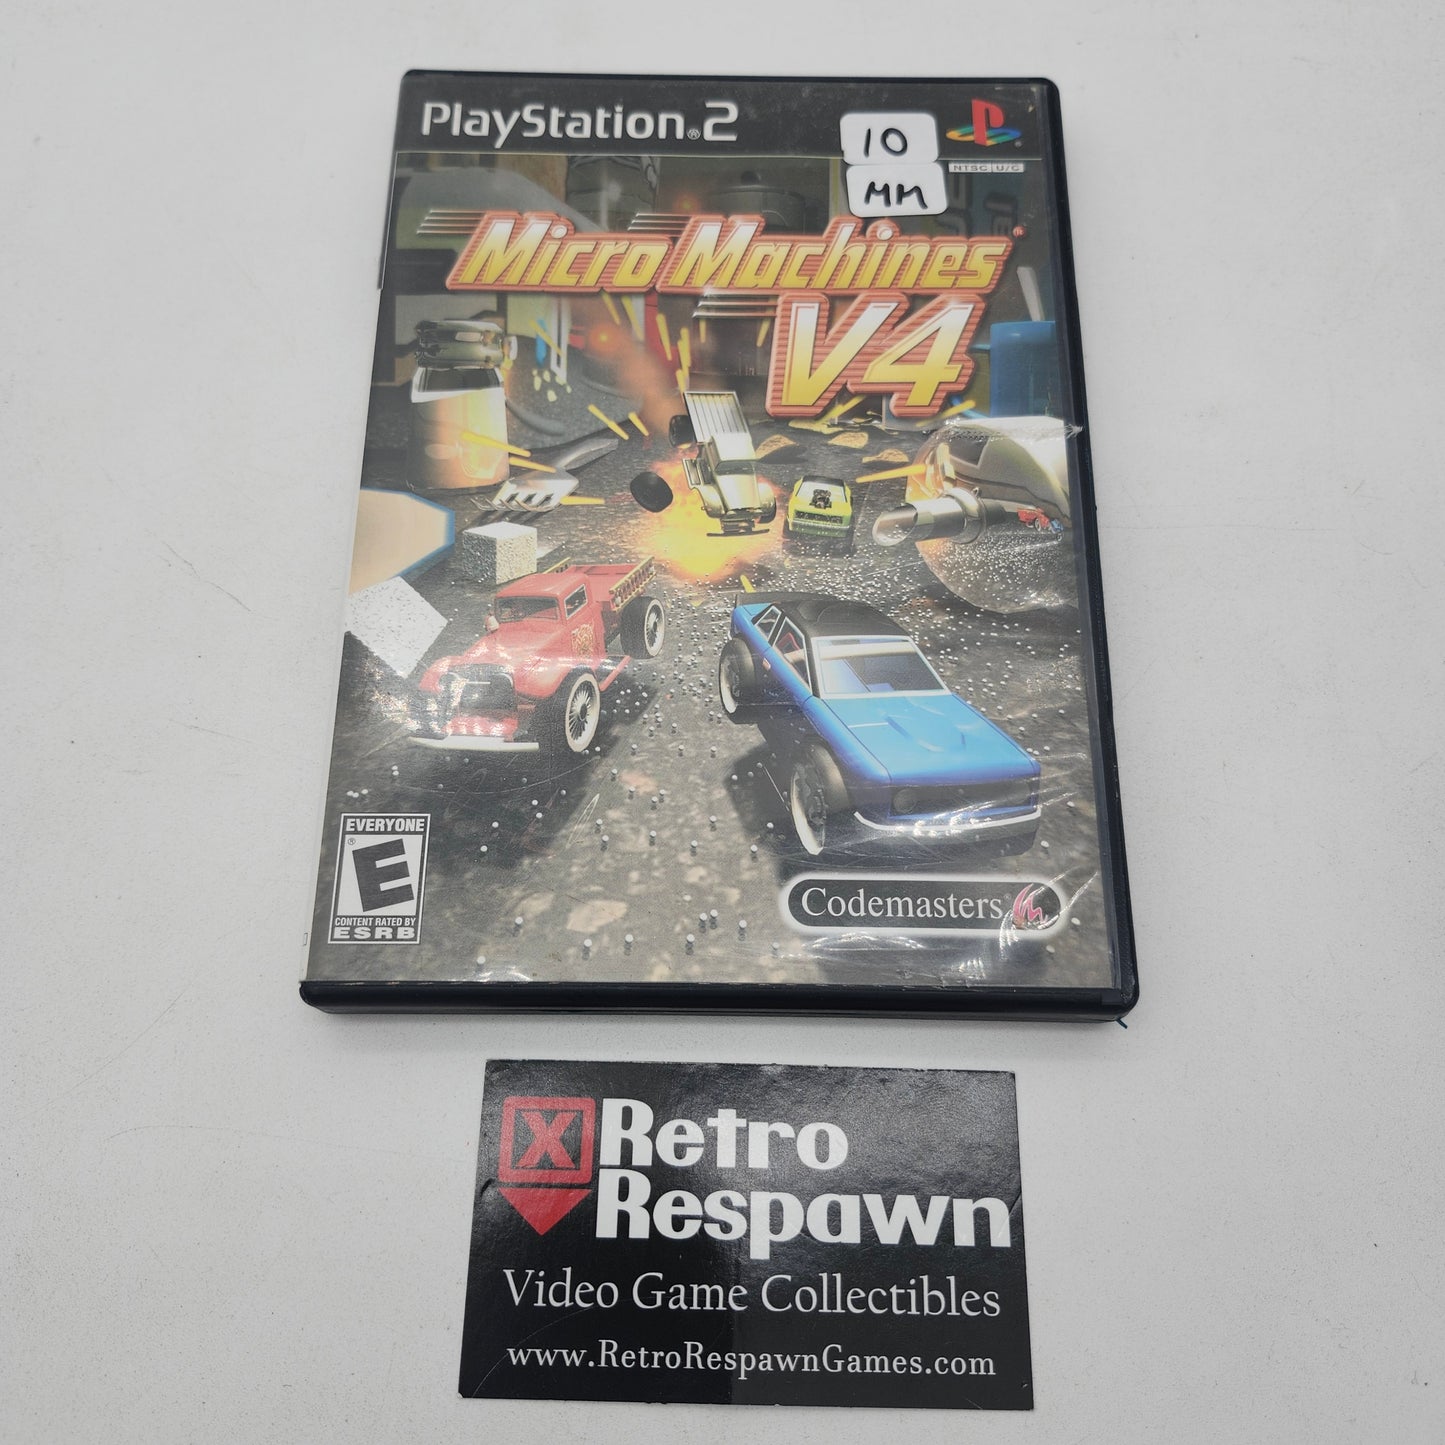 PlayStation®2
10
MM
NTSC U/C
Micro Machines®
V4
EVERYONE
E
CONTENT RATED BY
ESRB
Codemasters
X
Retro
Respawn
Video Game Collectibles
www.RetroRespawnGames.com